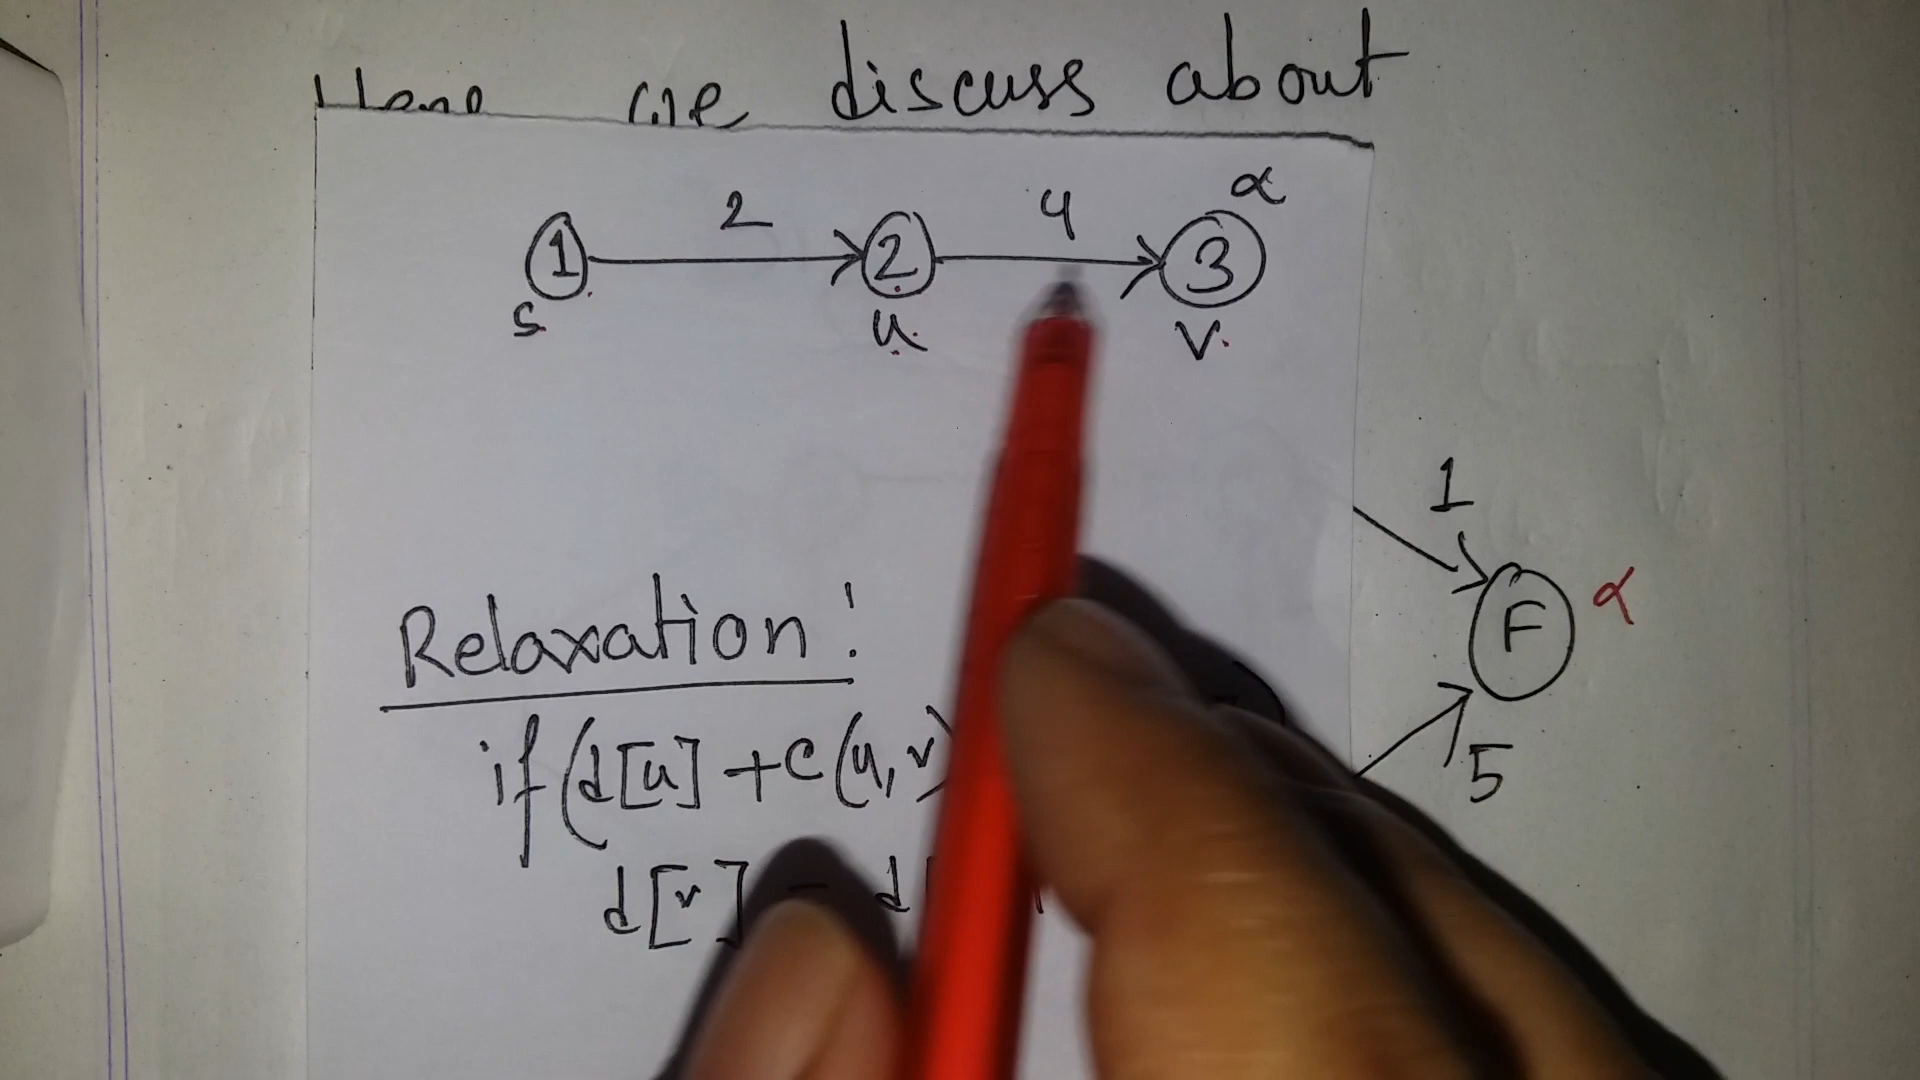 we discuss about
2 4 α
1 2 3
s u v
1
F α
5
Relaxation :
if (d[u] + c(u,v)
d[v] = d